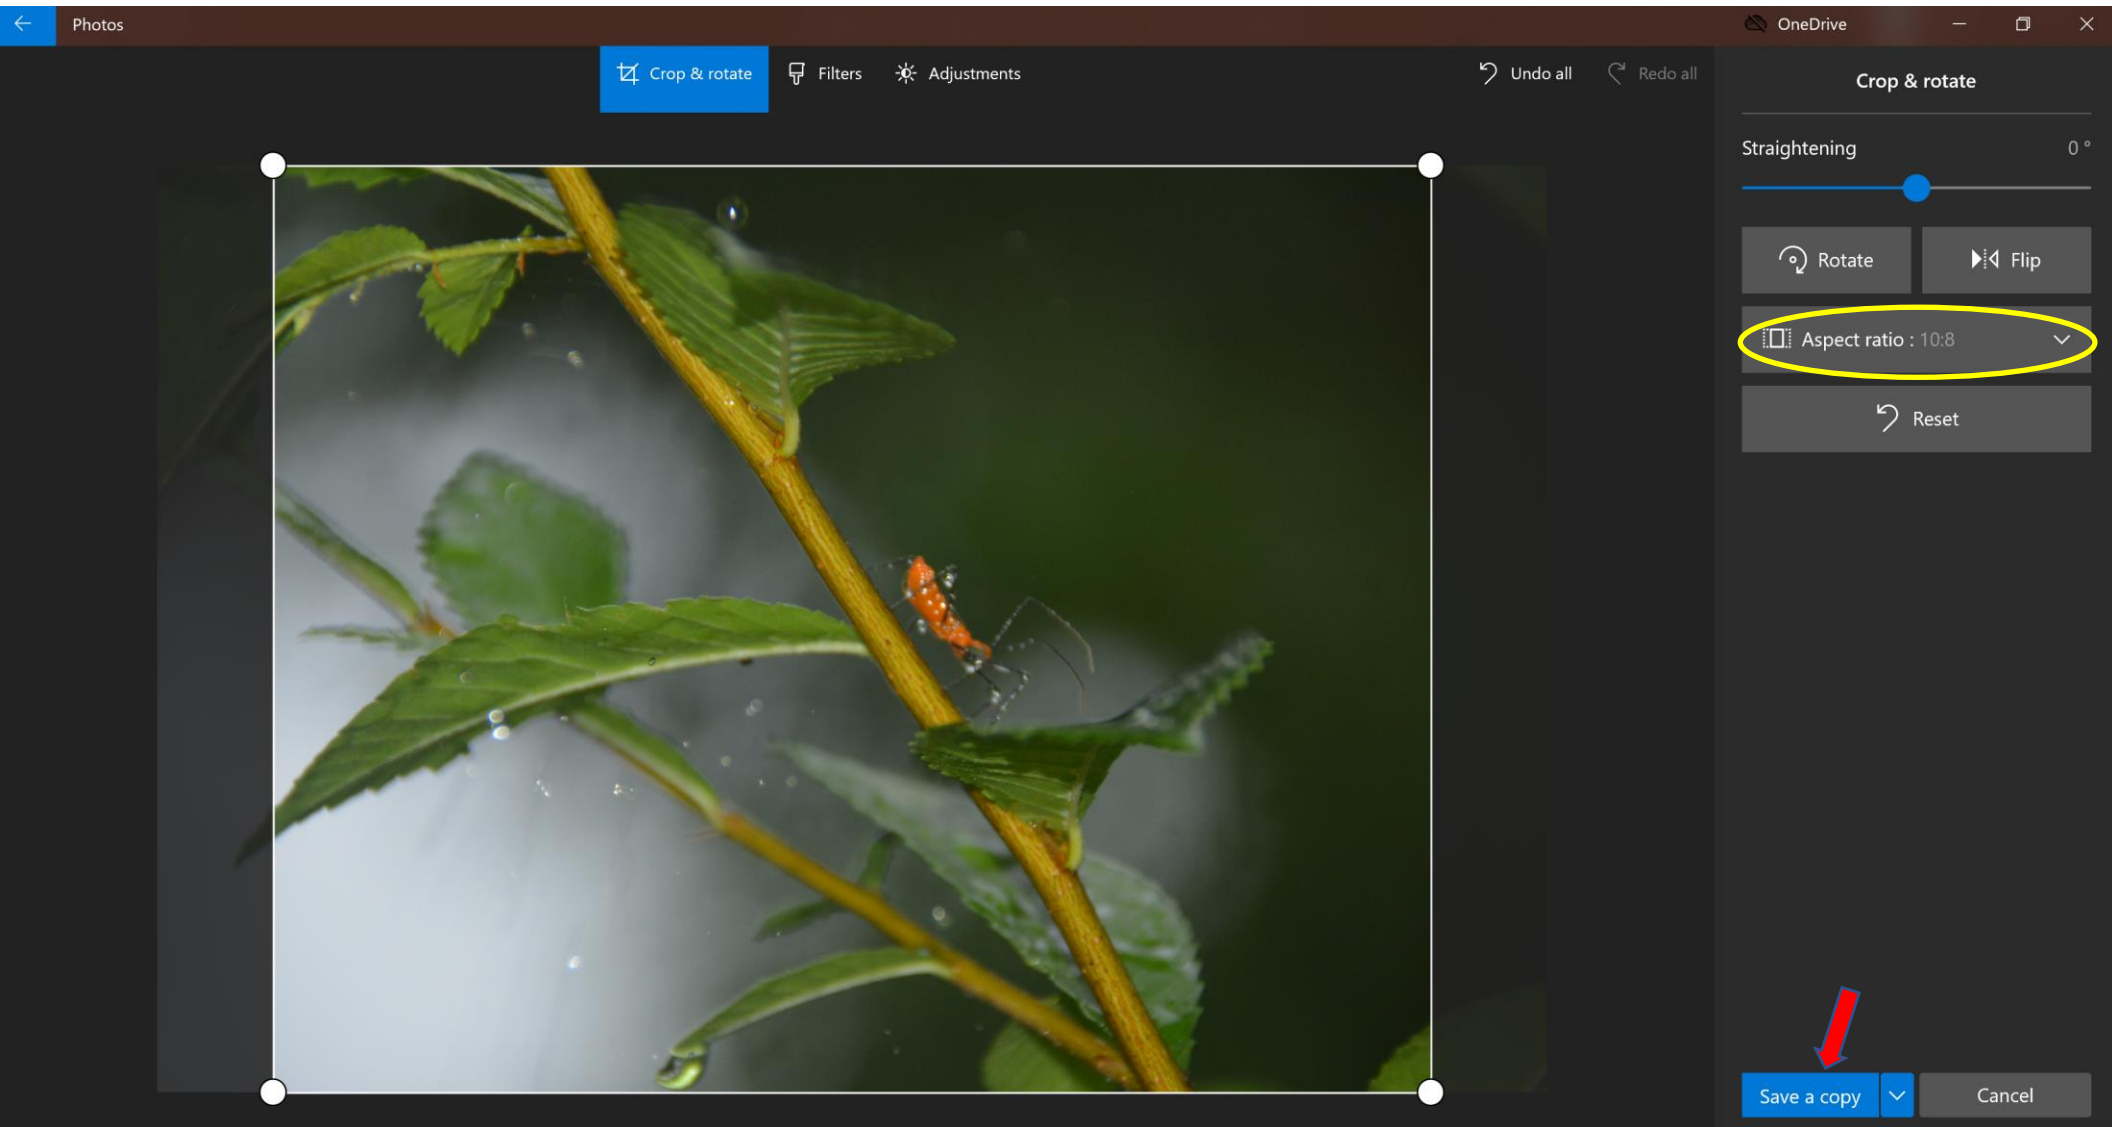 Photos
OneDrive
Crop & rotate
Filters
Adjustments
Undo all
Redo all
Crop & rotate
Straightening 0 °
Rotate
Flip
Aspect ratio : 10:8
Reset
Save a copy
Cancel